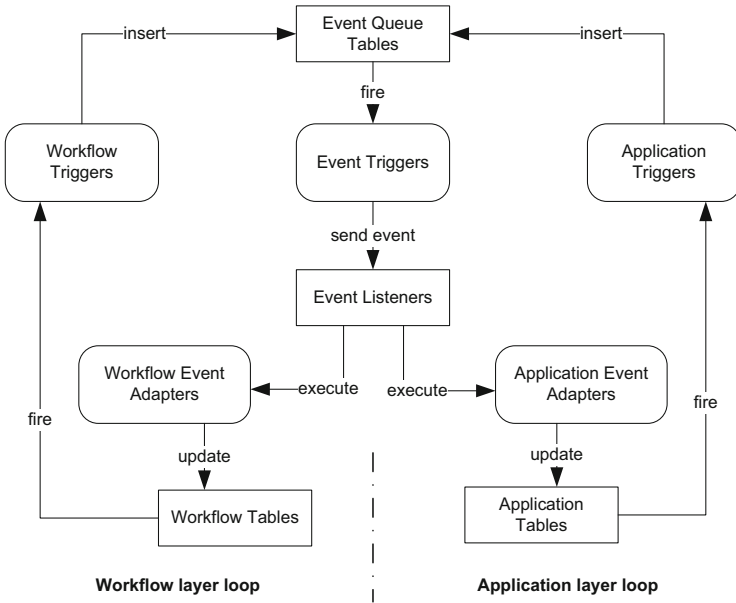 insert
Event Queue
Tables
insert
fire
Workflow
Triggers
Event Triggers
Application
Triggers
send event
Event Listeners
Workflow Event
Adapters
execute
execute
Application Event
Adapters
fire
fire
update
update
Workflow Tables
Application
Tables
Workflow layer loop
Application layer loop